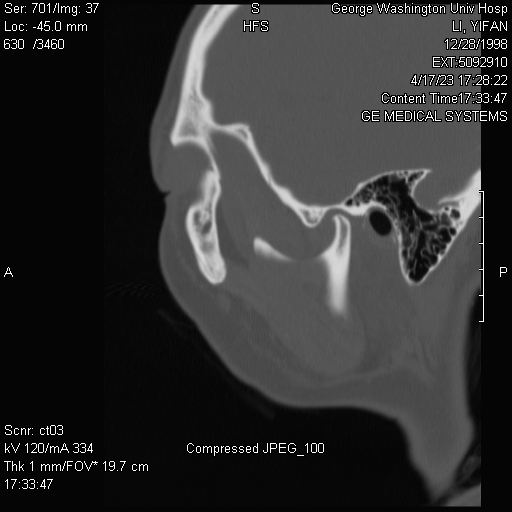 Ser: 701/Img: 37
Loc: -45.0 mm
630 /3460
S
HFS
George Washington Univ Hosp
LI, YIFAN
12/28/1998
EXT:5092910
4/17/23 17:28:22
Content Time17:33:47
GE MEDICAL SYSTEMS
A
P
Scnr: ct03
kV 120/mA 334
Thk 1 mm/FOV* 19.7 cm
17:33:47
Compressed JPEG_100